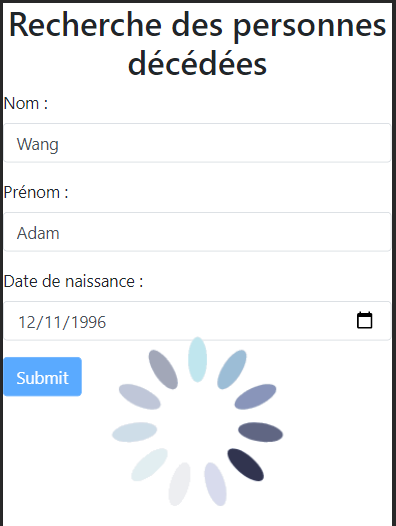 Recherche des personnes
décédées
Nom :
Wang
Prénom :
Adam
Date de naissance :
12/11/1996
Submit